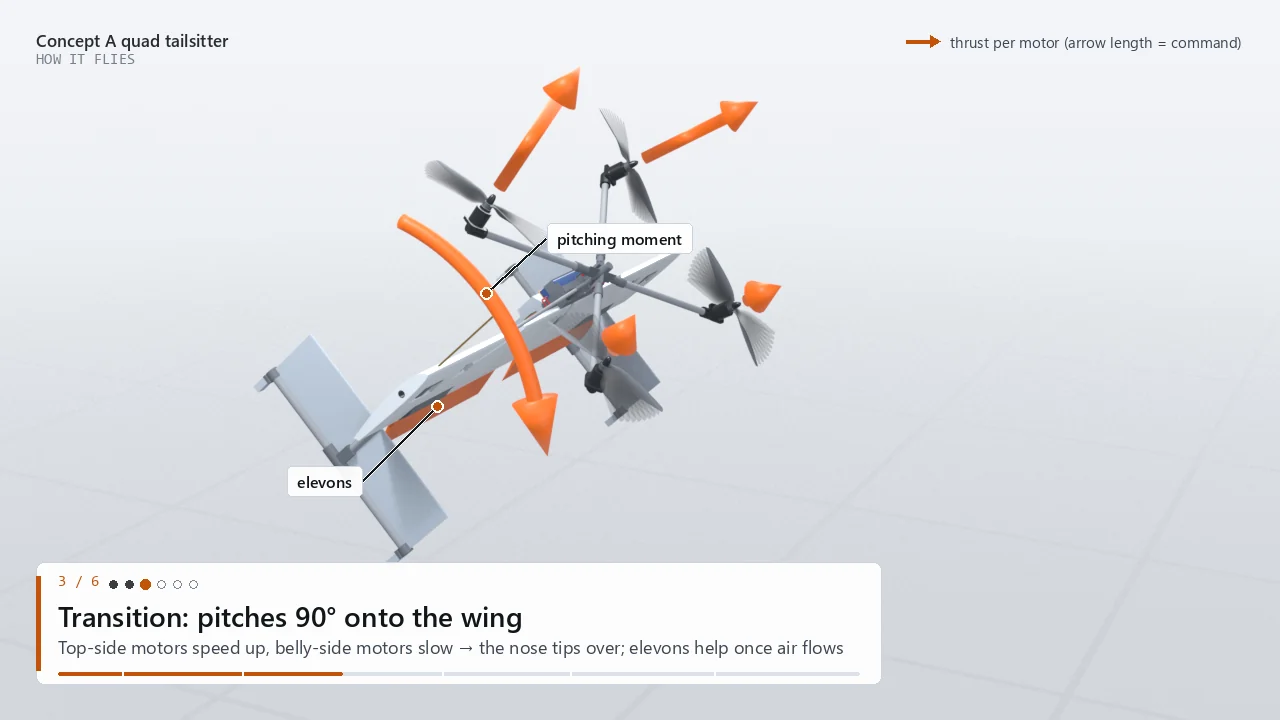 Concept A quad tailsitter
HOW IT FLIES
thrust per motor (arrow length = command)
pitching moment
elevons
3 / 6
Transition: pitches 90° onto the wing
Top-side motors speed up, belly-side motors slow → the nose tips over; elevons help once air flows